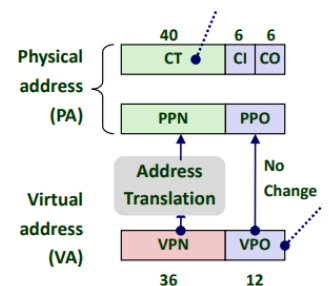 40 6 6
Physical address (PA)
CT CI CO
PPN PPO
Address Translation
No Change
Virtual address (VA)
VPN VPO
36 12